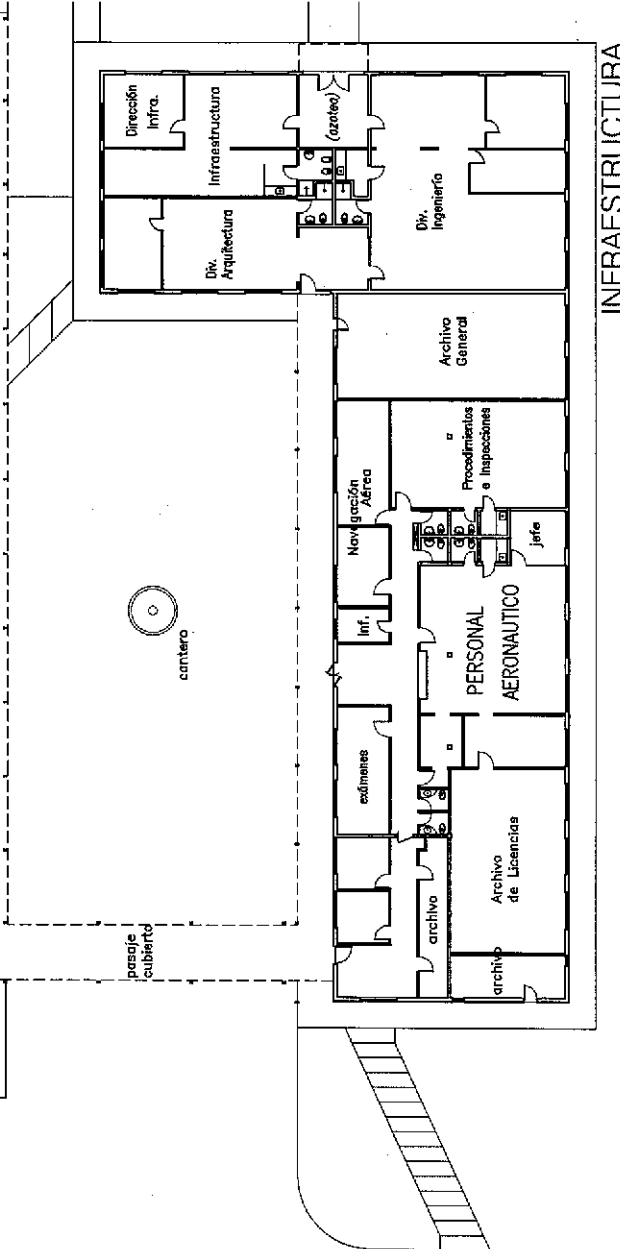 Dirección
Infra.
Infraestructura
(azotea)
Div.
Arquitectura
Div.
Ingeniería
Archivo
General
Procedimientos
e Inspecciones
Navegación
Aérea
jefe
Inf.
PERSONAL
AERONAUTICO
cantero
exámenes
Archivo
de Licencias
archivo
archivo
pasaje
cubierto
INFRAESTRUCTURA